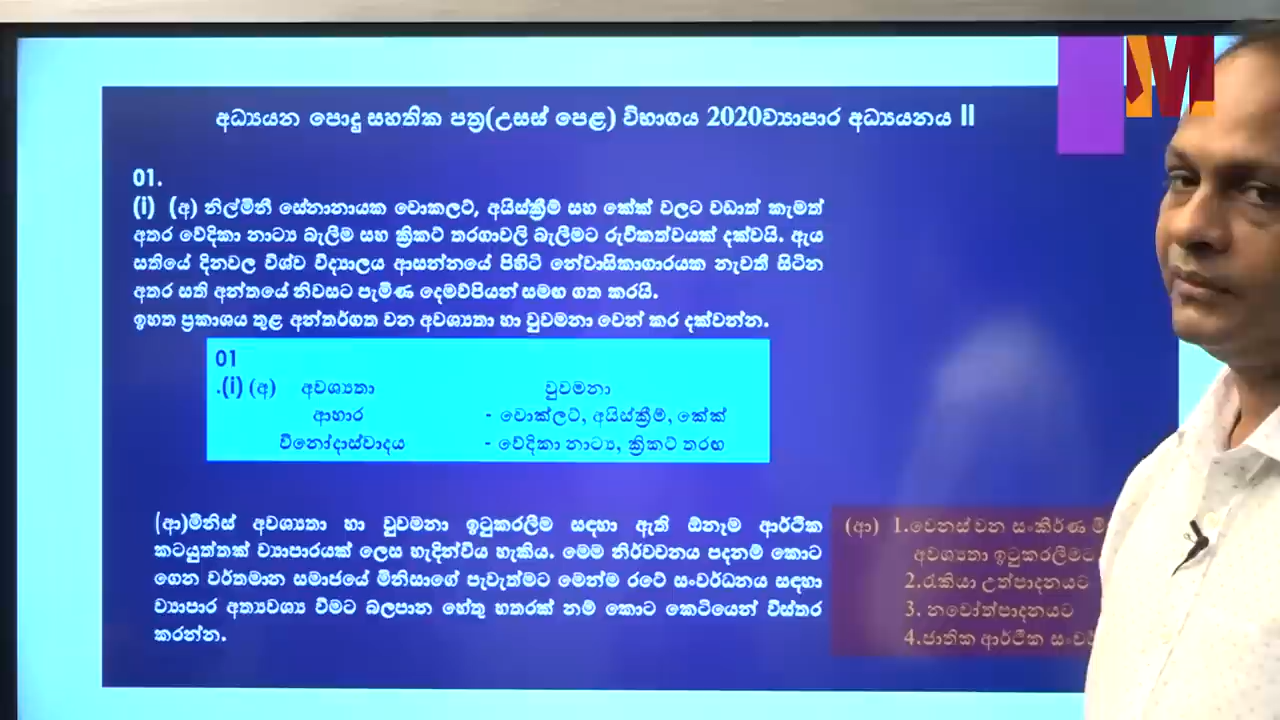 අධ්‍යයන පොදු සහතික පත්‍ර(උසස් පෙළ) විභාගය 2020ව්‍යාපාර අධ්‍යයනය II
01.
(i) (අ) නිල්මිනී සේනානායක චොකලට්, අයිස්ක්‍රීම් සහ කේක් වලට වඩාත් කැමත්
අතර වේදිකා නාට්‍ය බැලීම සහ ක්‍රිකට් තරගාවලි බැලීමට රුචිකත්වයක් දක්වයි. ඇය
සතියේ දිනවල විශ්ව විද්‍යාලය ආසන්නයේ පිහිටි නේවාසිකාගාරයක නැවතී සිටින
අතර සති අන්තයේ නිවසට පැමිණ දෙමව්පියන් සමඟ ගත කරයි.
ඉහත ප්‍රකාශය තුළ අන්තර්ගත වන අවශ්‍යතා හා වුවමනා වෙන් කර දක්වන්න.
01
.(i) (අ) අවශ්‍යතා වුවමනා
ආහාර - චොක්ලට්, අයිස්ක්‍රීම්, කේක්
විනෝදාස්වාදය - වේදිකා නාට්‍ය, ක්‍රිකට් තරඟ
(ආ)මිනිස් අවශ්‍යතා හා වුවමනා ඉටුකරලීම සඳහා ඇති ඕනෑම ආර්ථික
කටයුත්තක් ව්‍යාපාරයක් ලෙස හැඳින්විය හැකිය. මෙම නිර්වචනය පදනම් කොට
ගෙන වර්තමාන සමාජයේ මිනිසාගේ පැවැත්මට මෙන්ම රටේ සංවර්ධනය සඳහා
ව්‍යාපාර අත්‍යවශ්‍ය වීමට බලපාන හේතු හතරක් නම් කොට කෙටියෙන් විස්තර
කරන්න.
(ආ) 1.වෙනස් වන සංකීර්ණ
අවශ්‍යතා ඉටුකරලීමට
2.රැකියා උත්පාදනයට
3. නවෝත්පාදනයට
4.ජාතික ආර්ථික